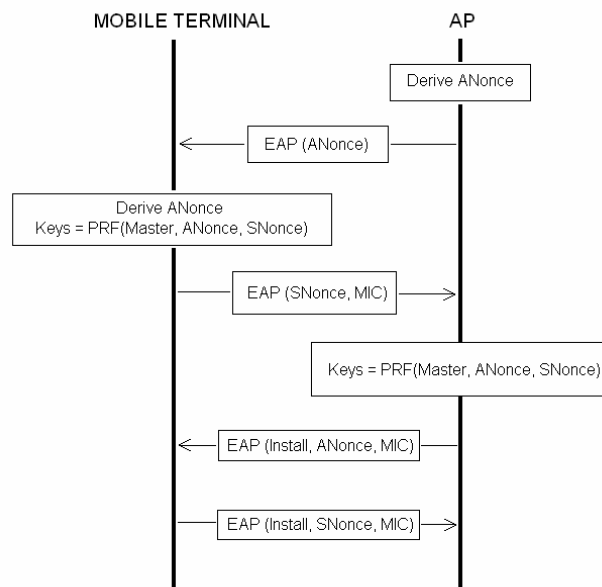 MOBILE TERMINAL
AP
Derive ANonce
EAP (ANonce)
Derive ANonce
Keys = PRF(Master, ANonce, SNonce)
EAP (SNonce, MIC)
Keys = PRF(Master, ANonce, SNonce)
EAP (Install, ANonce, MIC)
EAP (Install, SNonce, MIC)